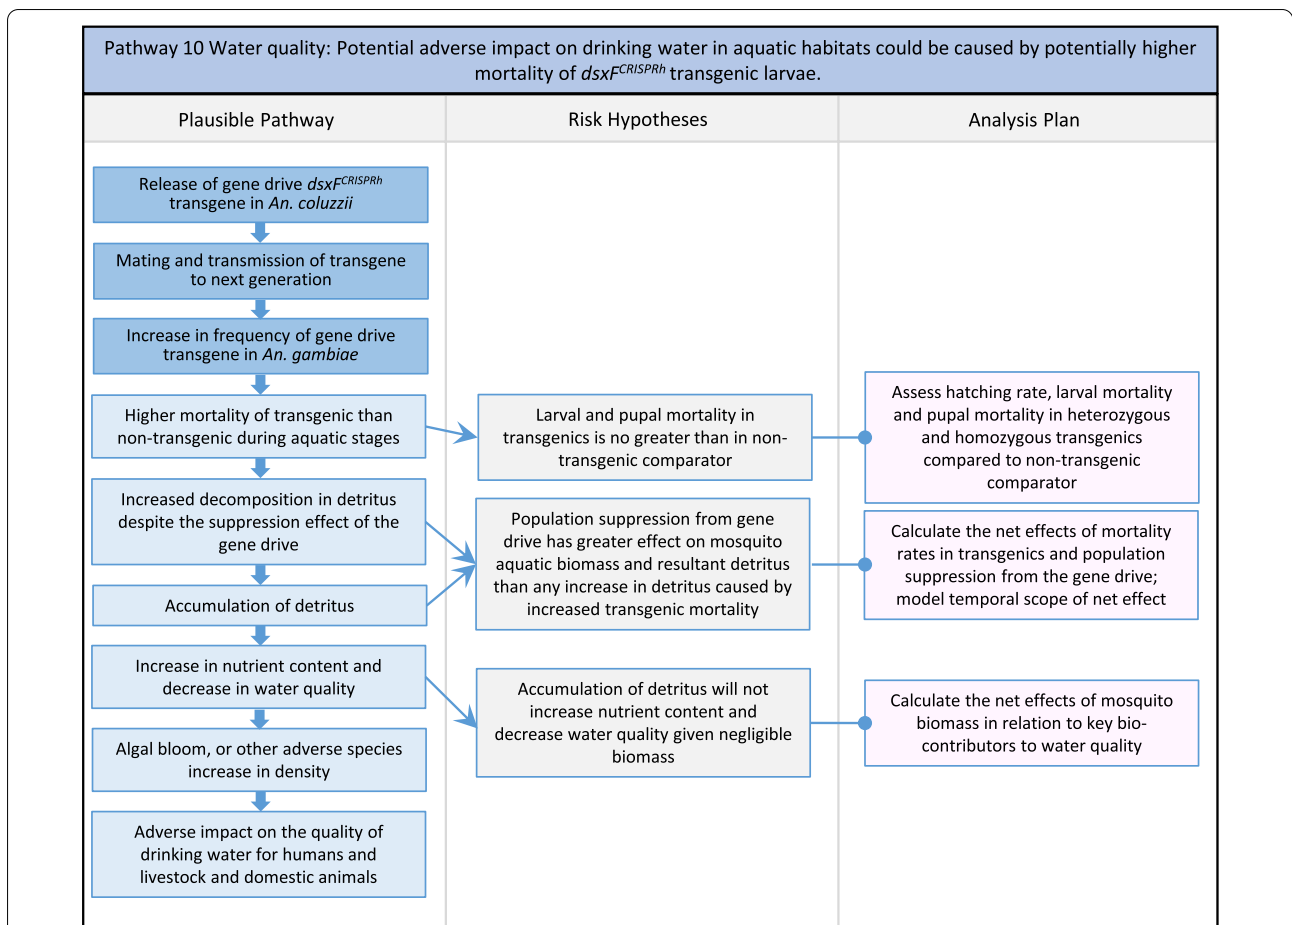 Pathway 10 Water quality: Potential adverse impact on drinking water in aquatic habitats could be caused by potentially higher
mortality of dsxF^CRISPRh transgenic larvae.
Plausible Pathway
Risk Hypotheses
Analysis Plan
Release of gene drive dsxF^CRISPRh
transgene in An. coluzzii
Mating and transmission of transgene
to next generation
Increase in frequency of gene drive
transgene in An. gambiae
Higher mortality of transgenic than
non-transgenic during aquatic stages
Increased decomposition in detritus
despite the suppression effect of the
gene drive
Accumulation of detritus
Increase in nutrient content and
decrease in water quality
Algal bloom, or other adverse species
increase in density
Adverse impact on the quality of
drinking water for humans and
livestock and domestic animals
Larval and pupal mortality in
transgenics is no greater than in non-
transgenic comparator
Population suppression from gene
drive has greater effect on mosquito
aquatic biomass and resultant detritus
than any increase in detritus caused by
increased transgenic mortality
Accumulation of detritus will not
increase nutrient content and
decrease water quality given negligible
biomass
Assess hatching rate, larval mortality
and pupal mortality in heterozygous
and homozygous transgenics
compared to non-transgenic
comparator
Calculate the net effects of mortality
rates in transgenics and population
suppression from the gene drive;
model temporal scope of net effect
Calculate the net effects of mosquito
biomass in relation to key bio-
contributors to water quality